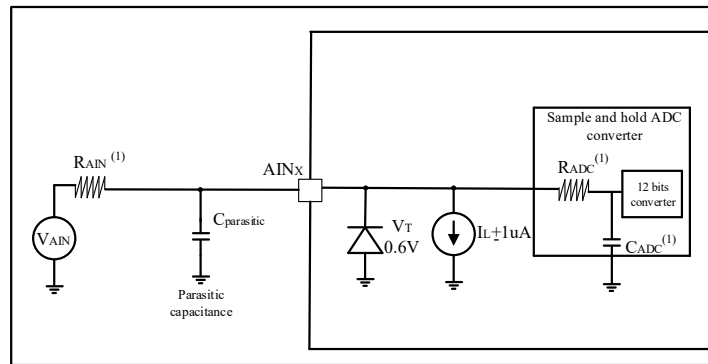 Sample and hold ADC
converter
RAIN (1)
AINX
RADC(1)
12 bits
converter
Cparasitic
VAIN
VT
0.6V
IL±1uA
CADC(1)
Parasitic
capacitance